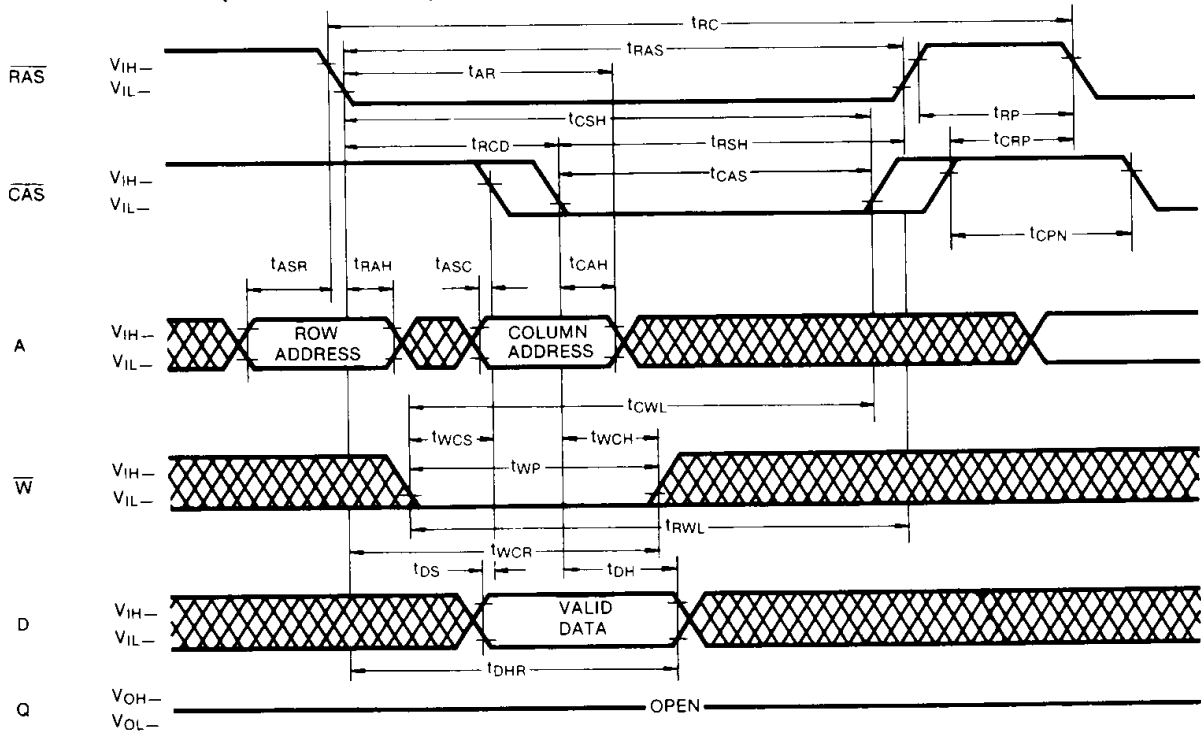 tRC
tRAS
tAR
RAS
VIH—
VIL—
tCSH
tRP
tRCD
tRSH
tCRP
CAS
VIH—
VIL—
tCAS
tCPN
tASR
tRAH
tASC
tCAH
A
VIH—
VIL—
ROW
ADDRESS
COLUMN
ADDRESS
tCWL
tWCS
tWCH
W
VIH—
VIL—
tWP
tRWL
tWCR
tDS
tDH
D
VIH—
VIL—
VALID
DATA
tDHR
Q
VOH—
VOL—
OPEN